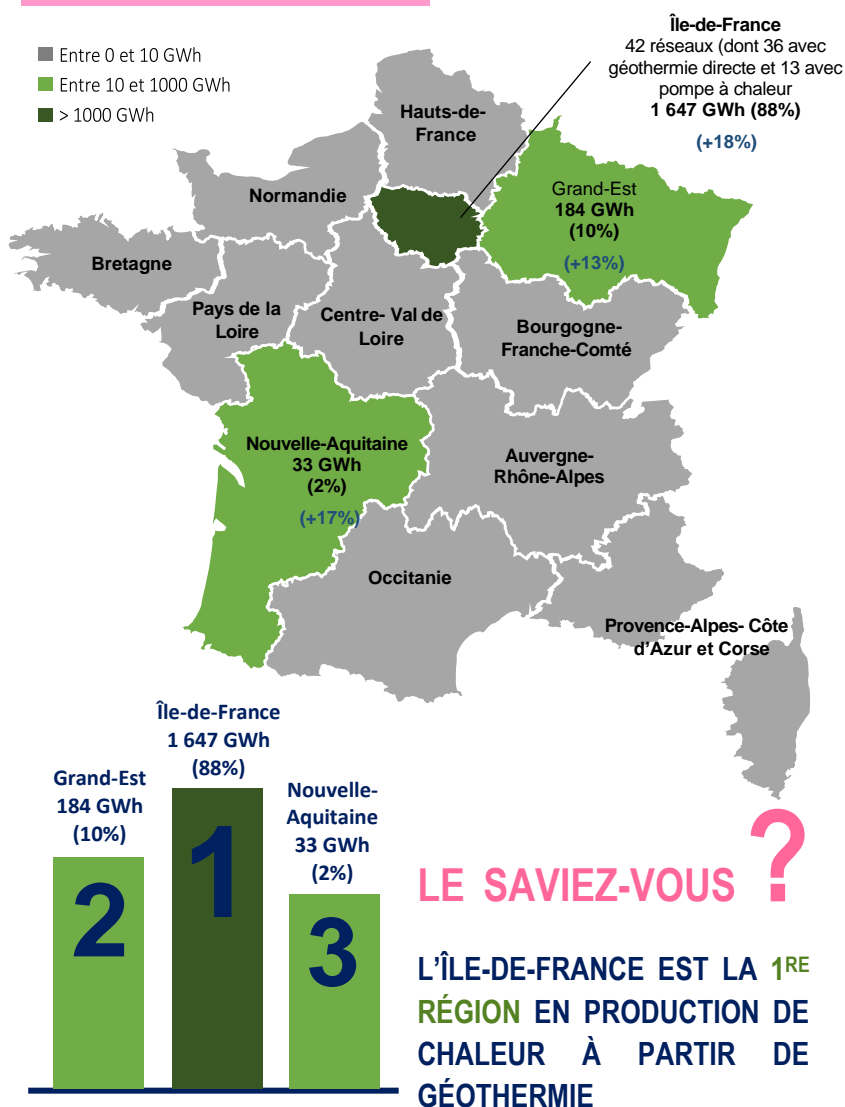 Entre 0 et 10 GWh
Entre 10 et 1000 GWh
> 1000 GWh
Île-de-France
42 réseaux (dont 36 avec
géothermie directe et 13 avec
pompe à chaleur
1 647 GWh (88%)
(+18%)
Hauts-de-
France
Normandie
Grand-Est
184 GWh
(10%)
(+13%)
Bretagne
Pays de la
Loire
Centre- Val de
Loire
Bourgogne-
Franche-Comté
Nouvelle-Aquitaine
33 GWh
(2%)
(+17%)
Auvergne-
Rhône-Alpes
Occitanie
Provence-Alpes- Côte
d'Azur et Corse
Île-de-France
1 647 GWh
(88%)
Grand-Est
184 GWh
(10%)
Nouvelle-
Aquitaine
33 GWh
(2%)
2
1
3
LE SAVIEZ-VOUS ?
L'ÎLE-DE-FRANCE EST LA 1RE
RÉGION EN PRODUCTION DE
CHALEUR À PARTIR DE
GÉOTHERMIE